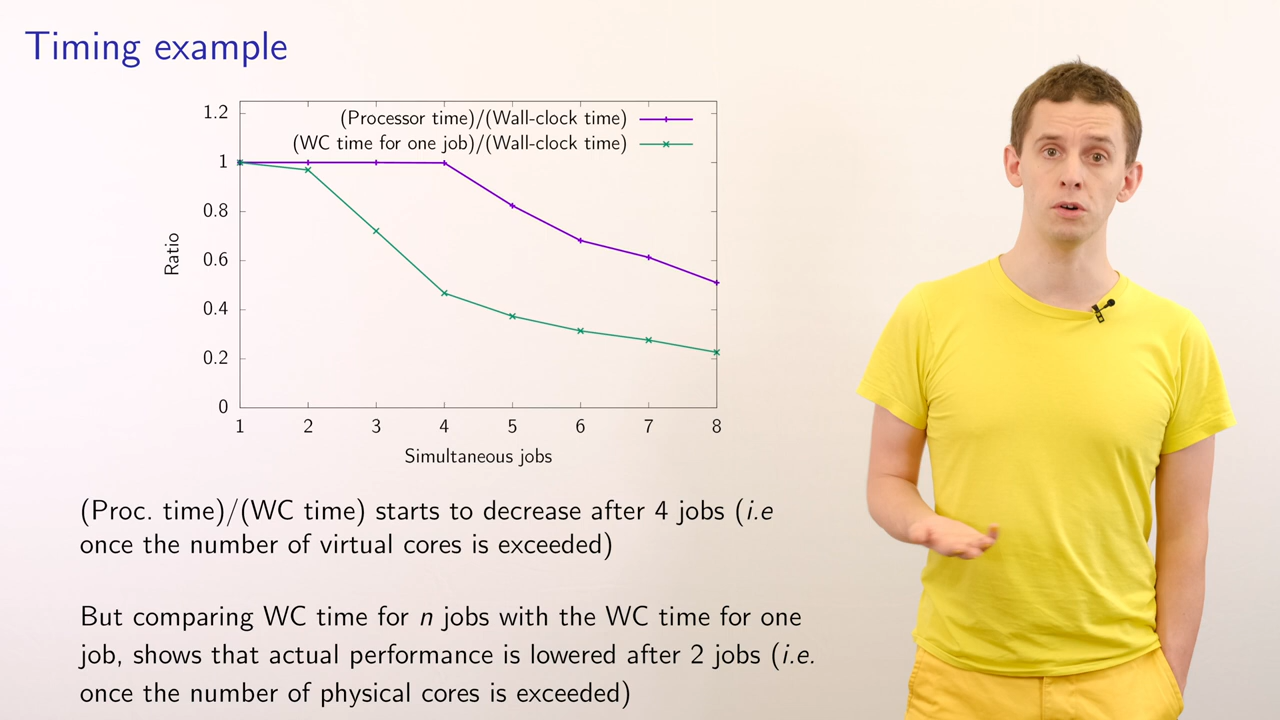 Timing example
(Processor time)/(Wall-clock time)
(WC time for one job)/(Wall-clock time)
1.2
1
0.8
0.6
0.4
0.2
0
Ratio
1 2 3 4 5 6 7 8
Simultaneous jobs
(Proc. time)/(WC time) starts to decrease after 4 jobs (i.e
once the number of virtual cores is exceeded)
But comparing WC time for n jobs with the WC time for one
job, shows that actual performance is lowered after 2 jobs (i.e.
once the number of physical cores is exceeded)